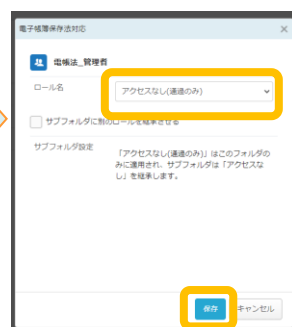 電子帳簿保存法対応
電帳法_管理者
ロール名
アクセスなし(通過のみ)
サブフォルダに別のロールを継承させる
サブフォルダ設定
「アクセスなし(通過のみ)」はこのフォルダの
みに適用され、サブフォルダは「アクセスな
し」を継承します。
保存
キャンセル